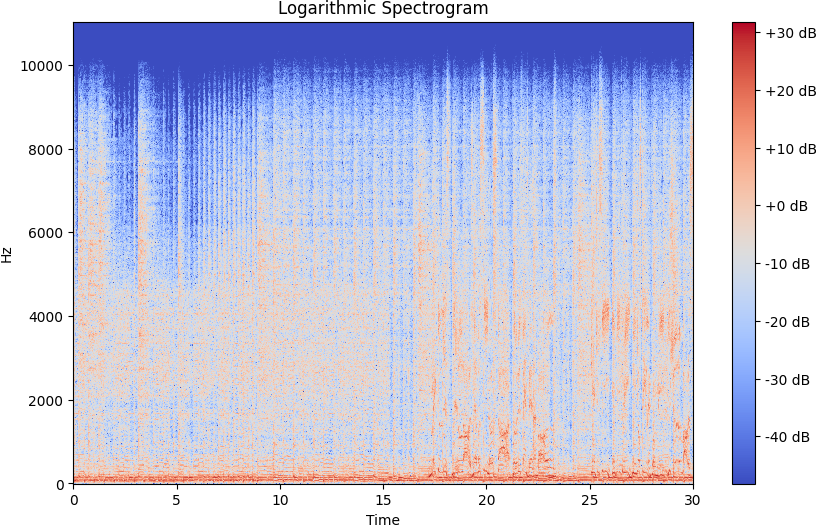 Logarithmic Spectrogram
Hz
10000
8000
6000
4000
2000
0
0 5 10 15 20 25 30
Time
+30 dB
+20 dB
+10 dB
+0 dB
-10 dB
-20 dB
-30 dB
-40 dB